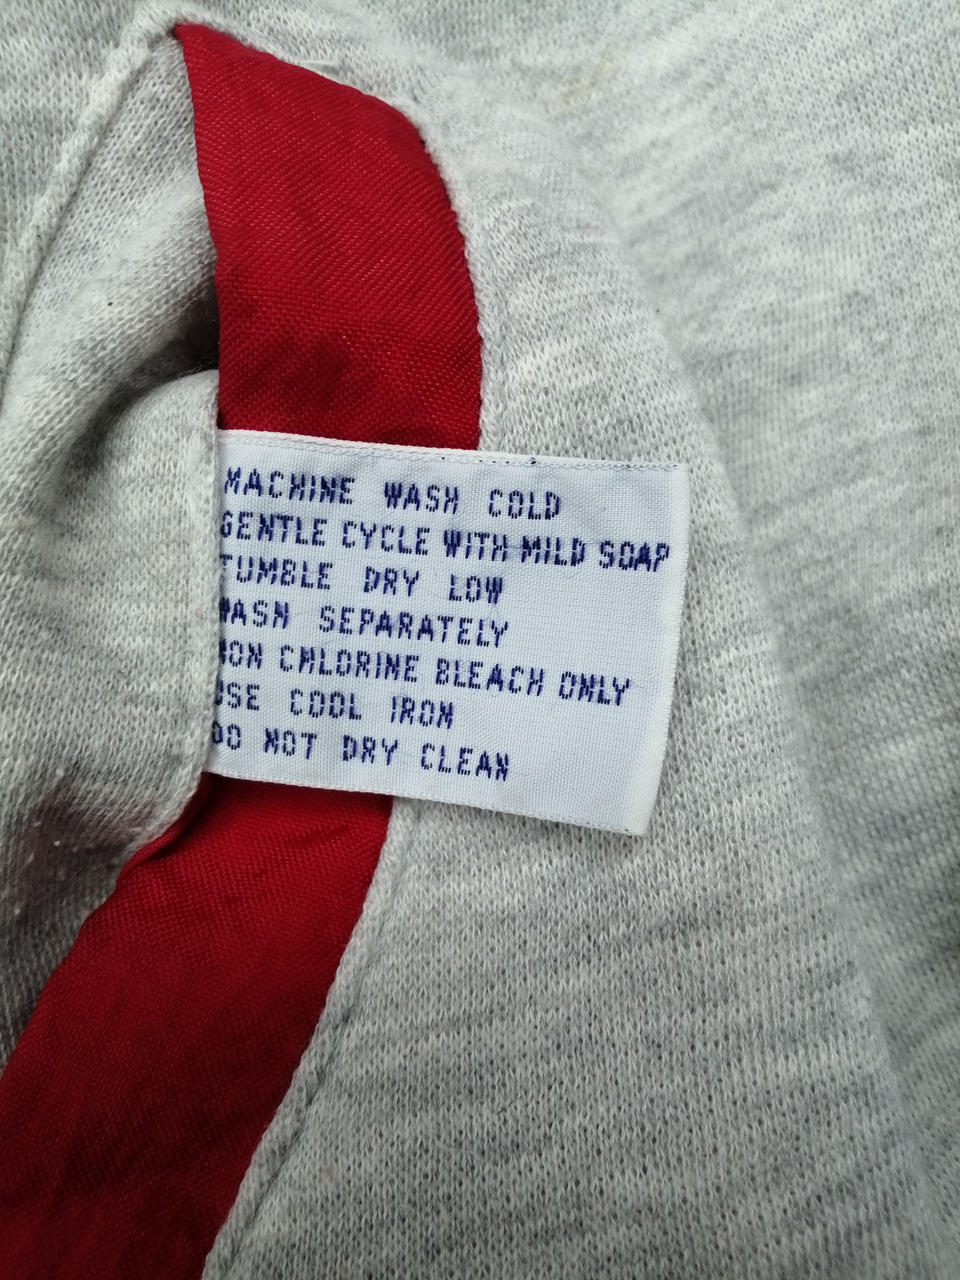 MACHINE WASH COLD
GENTLE CYCLE WITH MILD SOAP
TUMBLE DRY LOW
WASH SEPARATELY
NON CHLORINE BLEACH ONLY
USE COOL IRON
DO NOT DRY CLEAN